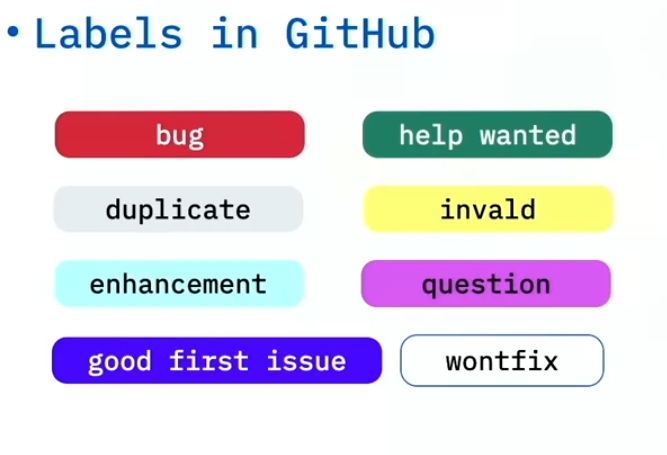 • Labels in GitHub
bug
help wanted
duplicate
invald
enhancement
question
good first issue
wontfix